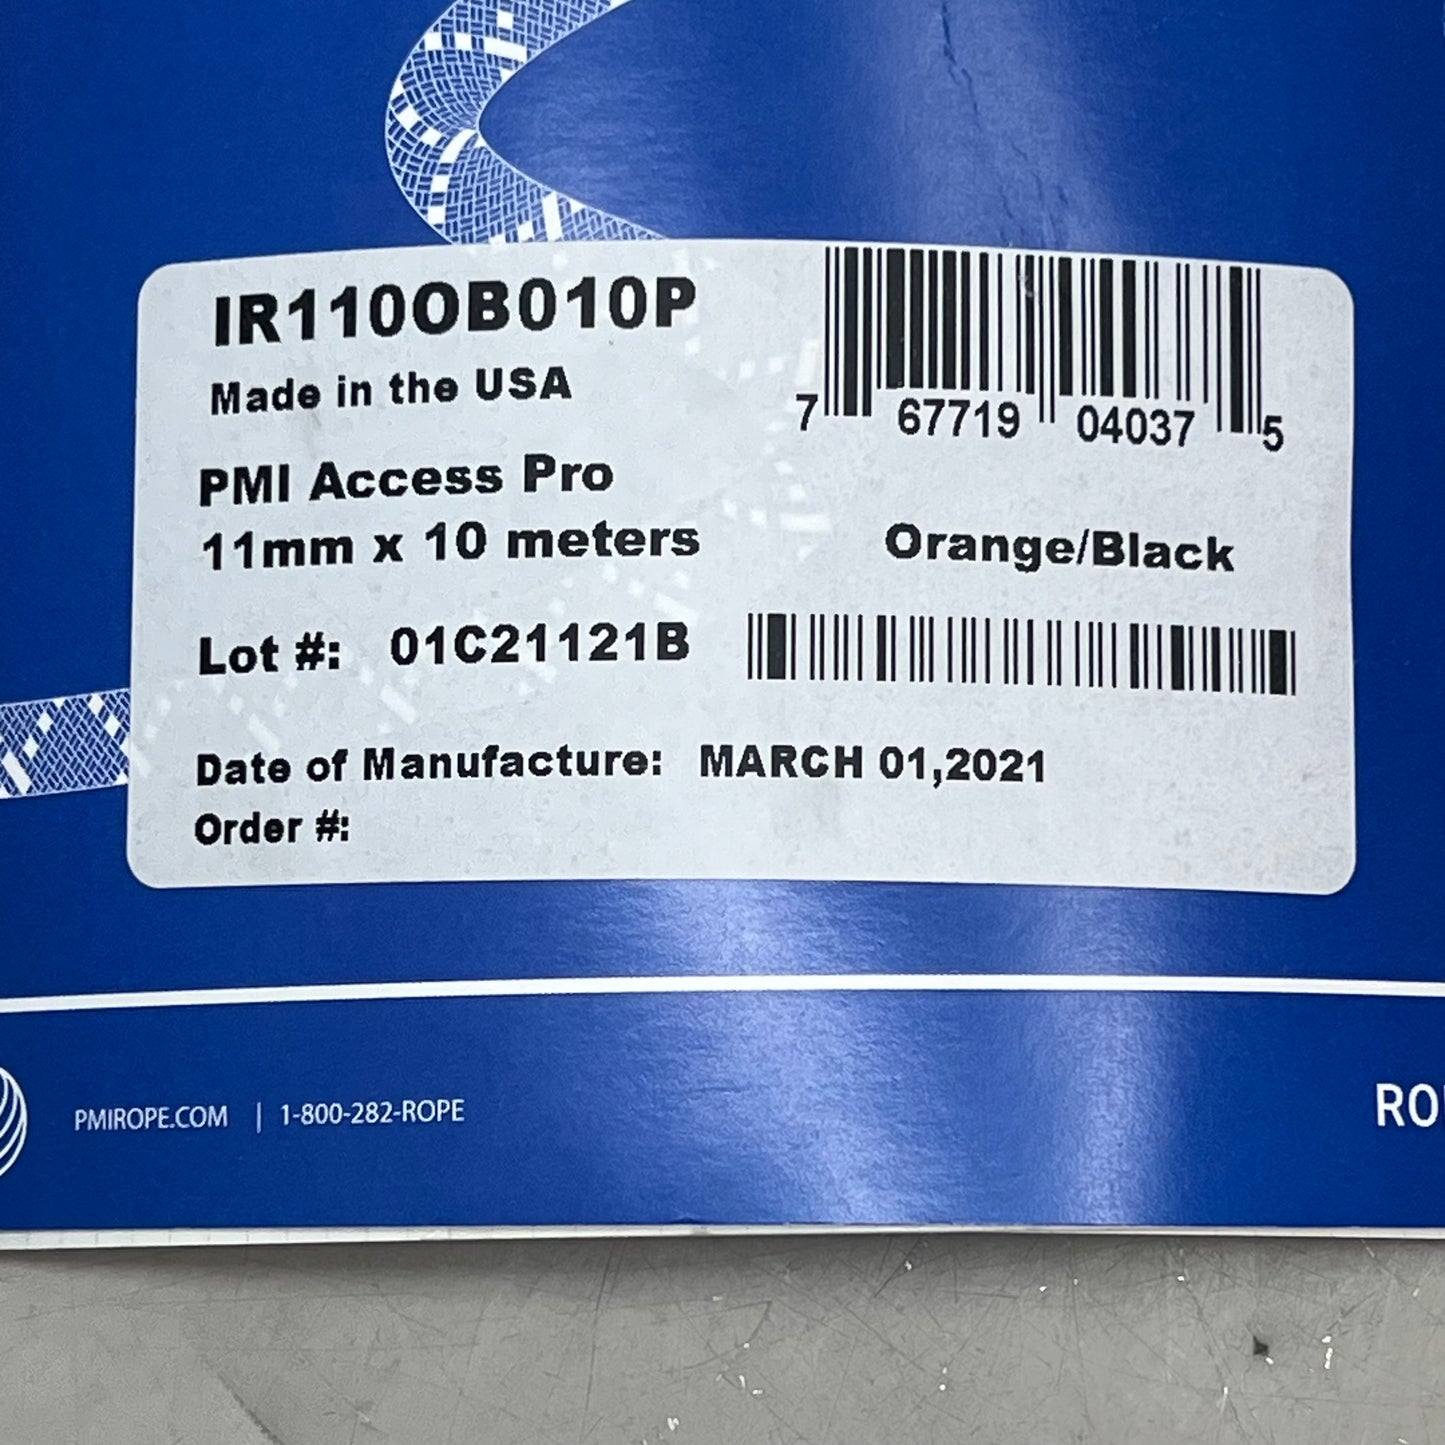 IR110OB010P
Made in the USA
7 67719 04037 5
PMI Access Pro
11mm x 10 meters
Orange/Black
Lot #: 01C21121B
Date of Manufacture: MARCH 01,2021
Order #:
PMIROPE.COM | 1-800-282-ROPE